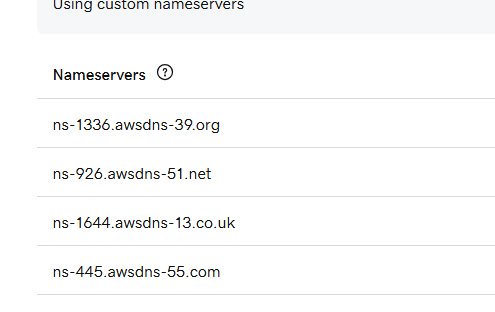 Using custom nameservers
Nameservers
ns-1336.awsdns-39.org
ns-926.awsdns-51.net
ns-1644.awsdns-13.co.uk
ns-445.awsdns-55.com